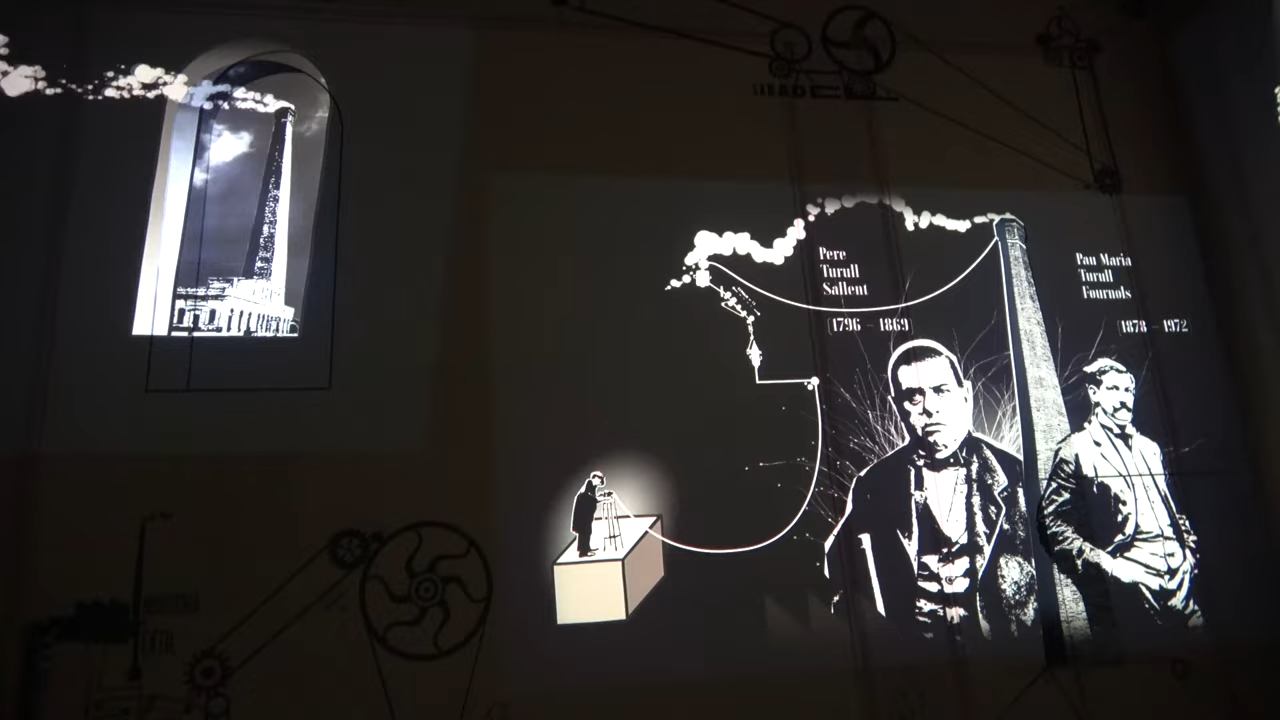 Pere
Turull
Sallent
(1796 – 1869)
Pau Maria
Turull
Fournols
(1878 – 1972)